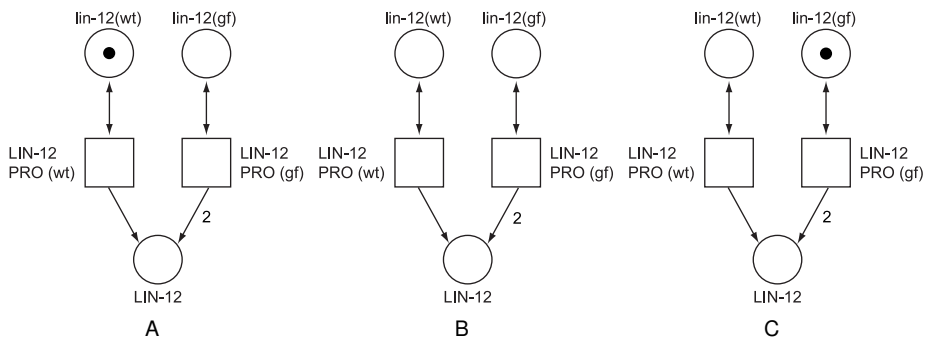 lin-12(wt) lin-12(gf)
LIN-12
PRO (wt)
LIN-12
PRO (gf)
2
LIN-12
A
lin-12(wt) lin-12(gf)
LIN-12
PRO (wt)
LIN-12
PRO (gf)
2
LIN-12
B
lin-12(wt) lin-12(gf)
LIN-12
PRO (wt)
LIN-12
PRO (gf)
2
LIN-12
C